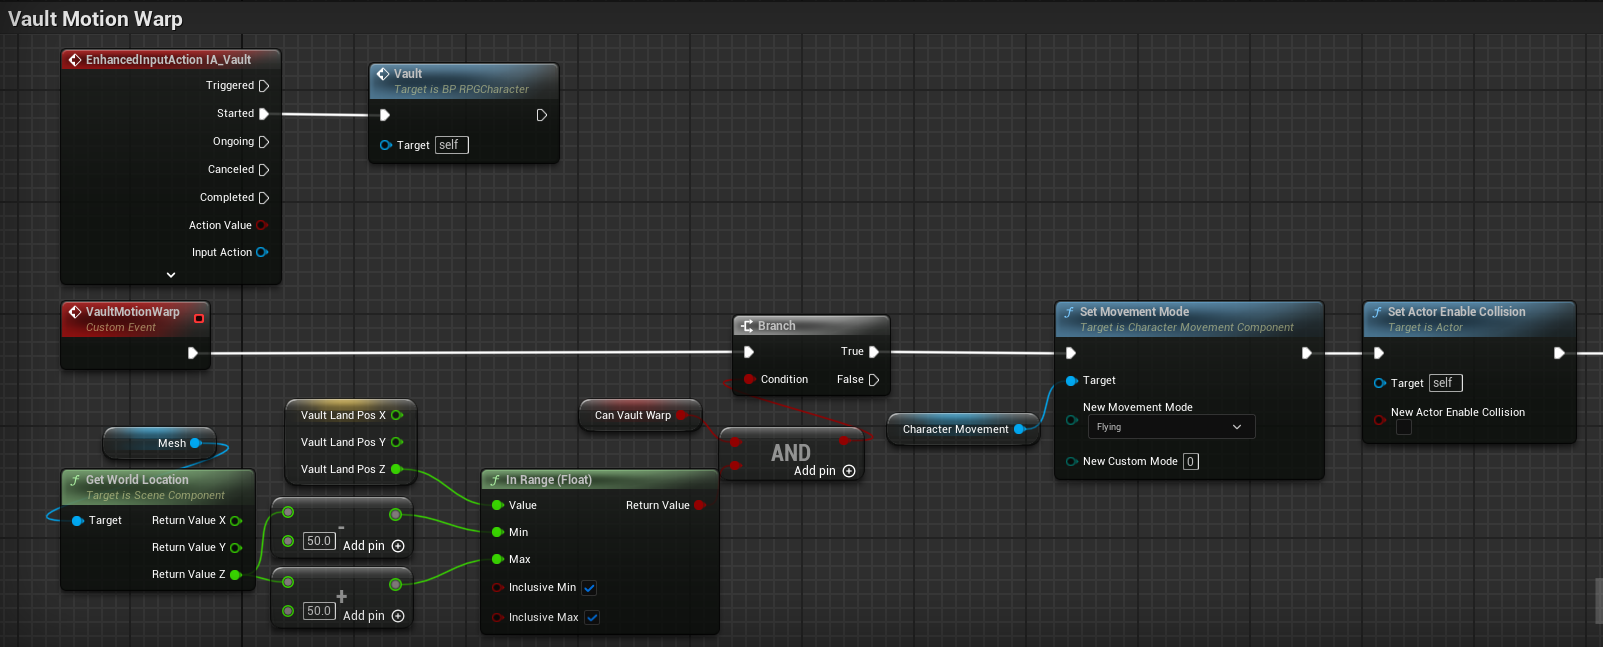 Vault Motion Warp
EnhancedInputAction IA_Vault
Triggered
Started
Ongoing
Canceled
Completed
Action Value
Input Action
Vault
Target is BP RPGCharacter
Target self
VaultMotionWarp
Custom Event
Branch
True
Condition False
Set Movement Mode
Target is Character Movement Component
Target
New Movement Mode
Flying
New Custom Mode 0
Set Actor Enable Collision
Target is Actor
Target self
New Actor Enable Collision
Vault Land Pos X
Vault Land Pos Y
Vault Land Pos Z
Can Vault Warp
Character Movement
AND
Add pin
Mesh
Get World Location
Target is Scene Component
Target Return Value X
Return Value Y
Return Value Z
-
50.0 Add pin
+
50.0 Add pin
In Range (Float)
Value Return Value
Min
Max
Inclusive Min
Inclusive Max